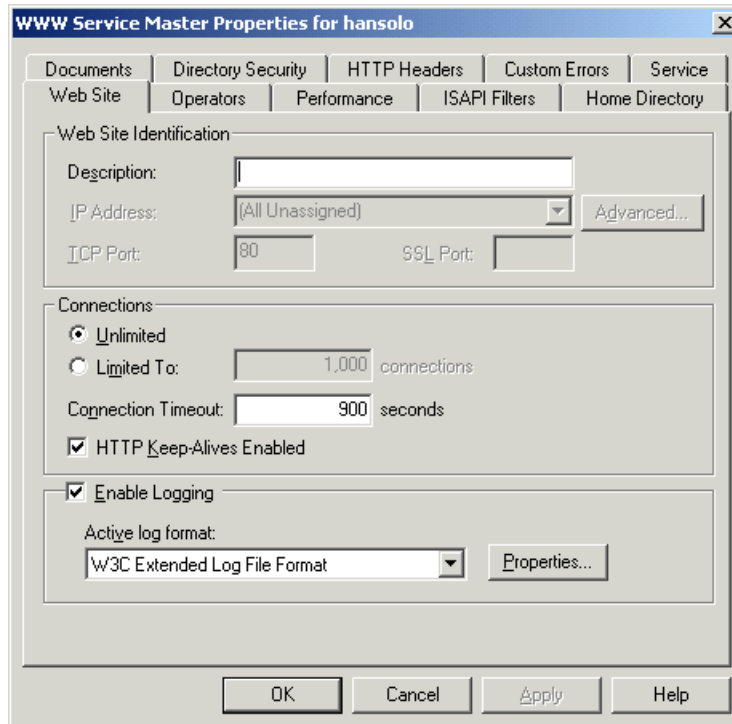 WWW Service Master Properties for hansolo
Documents Directory Security HTTP Headers Custom Errors Service
Web Site Operators Performance ISAPI Filters Home Directory
Web Site Identification
Description:
IP Address: (All Unassigned) Advanced...
TCP Port: 80 SSL Port:
Connections
Unlimited
Limited To: 1,000 connections
Connection Timeout: 900 seconds
HTTP Keep-Alives Enabled
Enable Logging
Active log format:
W3C Extended Log File Format Properties...
OK Cancel Apply Help